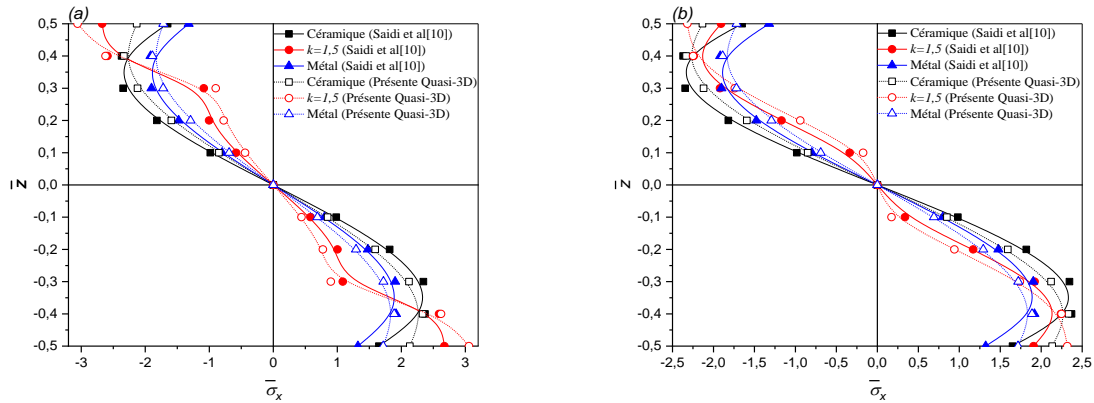 (a)
0,5
0,4
0,3
0,2
0,1
0,0
-0,1
-0,2
-0,3
-0,4
-0,5
z̅
Céramique (Saidi et al[10])
k=1,5 (Saidi et al[10])
Métal (Saidi et al[10])
Céramique (Présente Quasi-3D)
k=1,5 (Présente Quasi-3D)
Métal (Présente Quasi-3D)
-3 -2 -1 0 1 2 3
σ̅x
(b)
0,5
0,4
0,3
0,2
0,1
0,0
-0,1
-0,2
-0,3
-0,4
-0,5
z̅
Céramique (Saidi et al[10])
k=1,5 (Saidi et al[10])
Métal (Saidi et al[10])
Céramique (Présente Quasi-3D)
k=1,5 (Présente Quasi-3D)
Métal (Présente Quasi-3D)
-2,5 -2,0 -1,5 -1,0 -0,5 0,0 0,5 1,0 1,5 2,0 2,5
σ̅x